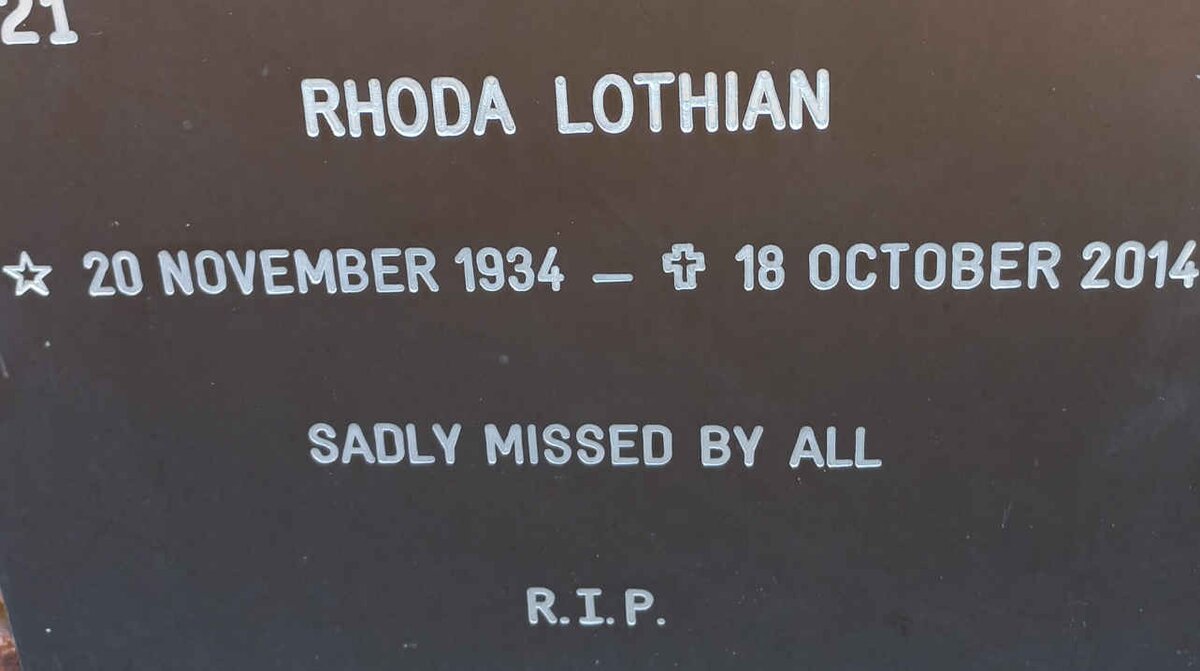 21
RHODA LOTHIAN
☆ 20 NOVEMBER 1934 – ✞ 18 OCTOBER 2014
SADLY MISSED BY ALL
R.I.P.